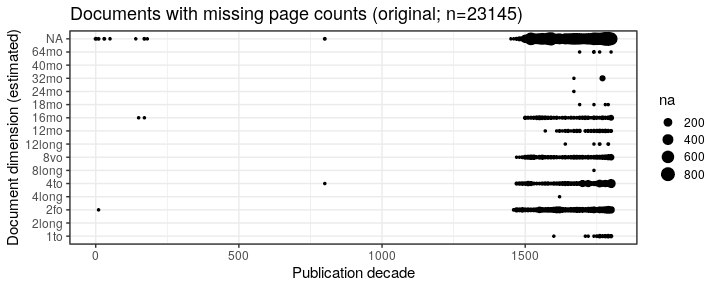 Documents with missing page counts (original; n=23145)
Document dimension (estimated)
NA
64mo
40mo
32mo
24mo
18mo
16mo
12mo
12long
8vo
8long
4to
4long
2fo
2long
1to
0
500
1000
1500
Publication decade
na
200
400
600
800